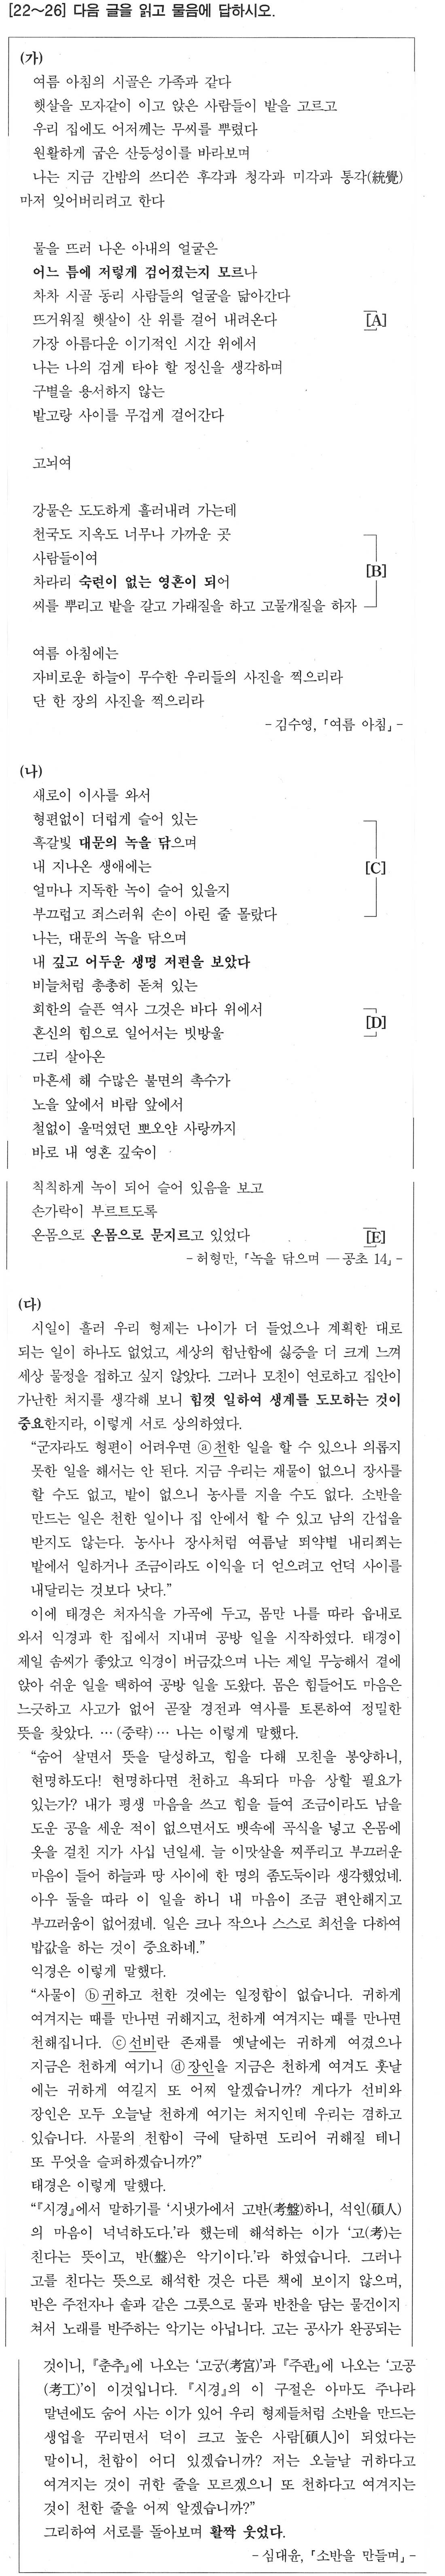 [22～26] 다음 글을 읽고 물음에 답하시오.
(가)
여름 아침의 시골은 가족과 같다
햇살을 모자같이 이고 앉은 사람들이 밭을 고르고
우리 집에도 어저께는 무씨를 뿌렸다
원활하게 굽은 산등성이를 바라보며
나는 지금 간밤의 쓰디쓴 후각과 청각과 미각과 통각(統覺)
마저 잊어버리려고 한다
물을 뜨러 나온 아내의 얼굴은
어느 틈에 저렇게 검어졌는지 모르나
차차 시골 동리 사람들의 얼굴을 닮아간다
뜨거워질 햇살이 산 위를 걸어 내려온다 [A]
가장 아름다운 이기적인 시간 위에서
나는 나의 검게 타야 할 정신을 생각하며
구별을 용서하지 않는
밭고랑 사이를 무겁게 걸어간다
고뇌여
강물은 도도하게 흘러내려 가는데
천국도 지옥도 너무나 가까운 곳
사람들이여
차라리 숙련이 없는 영혼이 되어 [B]
씨를 뿌리고 밭을 갈고 가래질을 하고 고물개질을 하자
여름 아침에는
자비로운 하늘이 무수한 우리들의 사진을 찍으리라
단 한 장의 사진을 찍으리라
- 김수영, 「여름 아침」 -
(나)
새로이 이사를 와서
형편없이 더럽게 슬어 있는
흑갈빛 대문의 녹을 닦으며
내 지나온 생애에는 [C]
얼마나 지독한 녹이 슬어 있을지
부끄럽고 죄스러워 손이 아린 줄 몰랐다
나는, 대문의 녹을 닦으며
내 깊고 어두운 생명 저편을 보았다
비늘처럼 총총히 돋쳐 있는
회한의 슬픈 역사 그것은 바다 위에서
혼신의 힘으로 일어서는 빗방울 [D]
그리 살아온
마흔세 해 수많은 불면의 촉수가
노을 앞에서 바람 앞에서
철없이 울먹였던 뽀오얀 사랑까지
바로 내 영혼 깊숙이
칙칙하게 녹이 되어 슬어 있음을 보고
손가락이 부르트도록
온몸으로 온몸으로 문지르고 있었다 [E]
- 허형만, 「녹을 닦으며 ─ 공초 14」 -
(다)
시일이 흘러 우리 형제는 나이가 더 들었으나 계획한 대로
되는 일이 하나도 없었고, 세상의 험난함에 싫증을 더 크게 느껴
세상 물정을 접하고 싶지 않았다. 그러나 모친이 연로하고 집안이
가난한 처지를 생각해 보니 힘껏 일하여 생계를 도모하는 것이
중요한지라, 이렇게 서로 상의하였다.
“군자라도 형편이 어려우면 ⓐ천한 일을 할 수 있으나 의롭지
못한 일을 해서는 안 된다. 지금 우리는 재물이 없으니 장사를
할 수도 없고, 밭이 없으니 농사를 지을 수도 없다. 소반을
만드는 일은 천한 일이나 집 안에서 할 수 있고 남의 간섭을
받지도 않는다. 농사나 장사처럼 여름날 뙤약볕 내리쬐는
밭에서 일하거나 조금이라도 이익을 더 얻으려고 언덕 사이를
내달리는 것보다 낫다.”
이에 태경은 처자식을 가곡에 두고, 몸만 나를 따라 읍내로
와서 익경과 한 집에서 지내며 공방 일을 시작하였다. 태경이
제일 솜씨가 좋았고 익경이 버금갔으며 나는 제일 무능해서 곁에
앉아 쉬운 일을 택하여 공방 일을 도왔다. 몸은 힘들어도 마음은
느긋하고 사고가 없어 곧잘 경전과 역사를 토론하여 정밀한
뜻을 찾았다. … (중략) … 나는 이렇게 말했다.
“숨어 살면서 뜻을 달성하고, 힘을 다해 모친을 봉양하니,
현명하도다! 현명하다면 천하고 욕되다 마음 상할 필요가
있는가? 내가 평생 마음을 쓰고 힘을 들여 조금이라도 남을
도운 공을 세운 적이 없으면서도 뱃속에 곡식을 넣고 온몸에
옷을 걸친 지가 사십 년일세. 늘 이맛살을 찌푸리고 부끄러운
마음이 들어 하늘과 땅 사이에 한 명의 좀도둑이라 생각했었네.
아우 둘을 따라 이 일을 하니 내 마음이 조금 편안해지고
부끄러움이 없어졌네. 일은 크나 작으나 스스로 최선을 다하여
밥값을 하는 것이 중요하네.”
익경은 이렇게 말했다.
“사물이 ⓑ귀하고 천한 것에는 일정함이 없습니다. 귀하게
여겨지는 때를 만나면 귀해지고, 천하게 여겨지는 때를 만나면
천해집니다. ⓒ선비란 존재를 옛날에는 귀하게 여겼으나
지금은 천하게 여기니 ⓓ장인을 지금은 천하게 여겨도 훗날
에는 귀하게 여길지 또 어찌 알겠습니까? 게다가 선비와
장인은 모두 오늘날 천하게 여기는 처지인데 우리는 겸하고
있습니다. 사물의 천함이 극에 달하면 도리어 귀해질 테니
또 무엇을 슬퍼하겠습니까?”
태경은 이렇게 말했다.
“『시경』에서 말하기를 ‘시냇가에서 고반(考盤)하니, 석인(碩人)
의 마음이 넉넉하도다.’라 했는데 해석하는 이가 ‘고(考)는
친다는 뜻이고, 반(盤)은 악기이다.’라 하였습니다. 그러나
고를 친다는 뜻으로 해석한 것은 다른 책에 보이지 않으며,
반은 주전자나 솥과 같은 그릇으로 물과 반찬을 담는 물건이지
쳐서 노래를 반주하는 악기는 아닙니다. 고는 공사가 완공되는
것이니, 『춘추』에 나오는 ‘고궁(考宮)’과 『주관』에 나오는 ‘고공
(考工)’이 이것입니다. 『시경』의 이 구절은 아마도 주나라
말년에도 숨어 사는 이가 있어 우리 형제들처럼 소반을 만드는
생업을 꾸리면서 덕이 크고 높은 사람[碩人]이 되었다는
말이니, 천함이 어디 있겠습니까? 저는 오늘날 귀하다고
여겨지는 것이 귀한 줄을 모르겠으니 또 천하다고 여겨지는
것이 천한 줄을 어찌 알겠습니까?”
그리하여 서로를 돌아보며 활짝 웃었다.
- 심대윤, 「소반을 만들며」 -